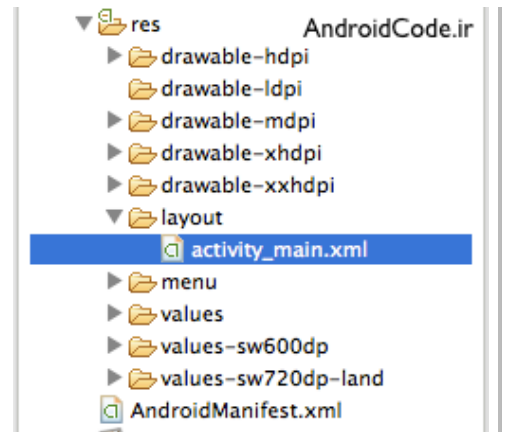 res
AndroidCode.ir
drawable-hdpi
drawable-ldpi
drawable-mdpi
drawable-xhdpi
drawable-xxhdpi
layout
activity_main.xml
menu
values
values-sw600dp
values-sw720dp-land
AndroidManifest.xml